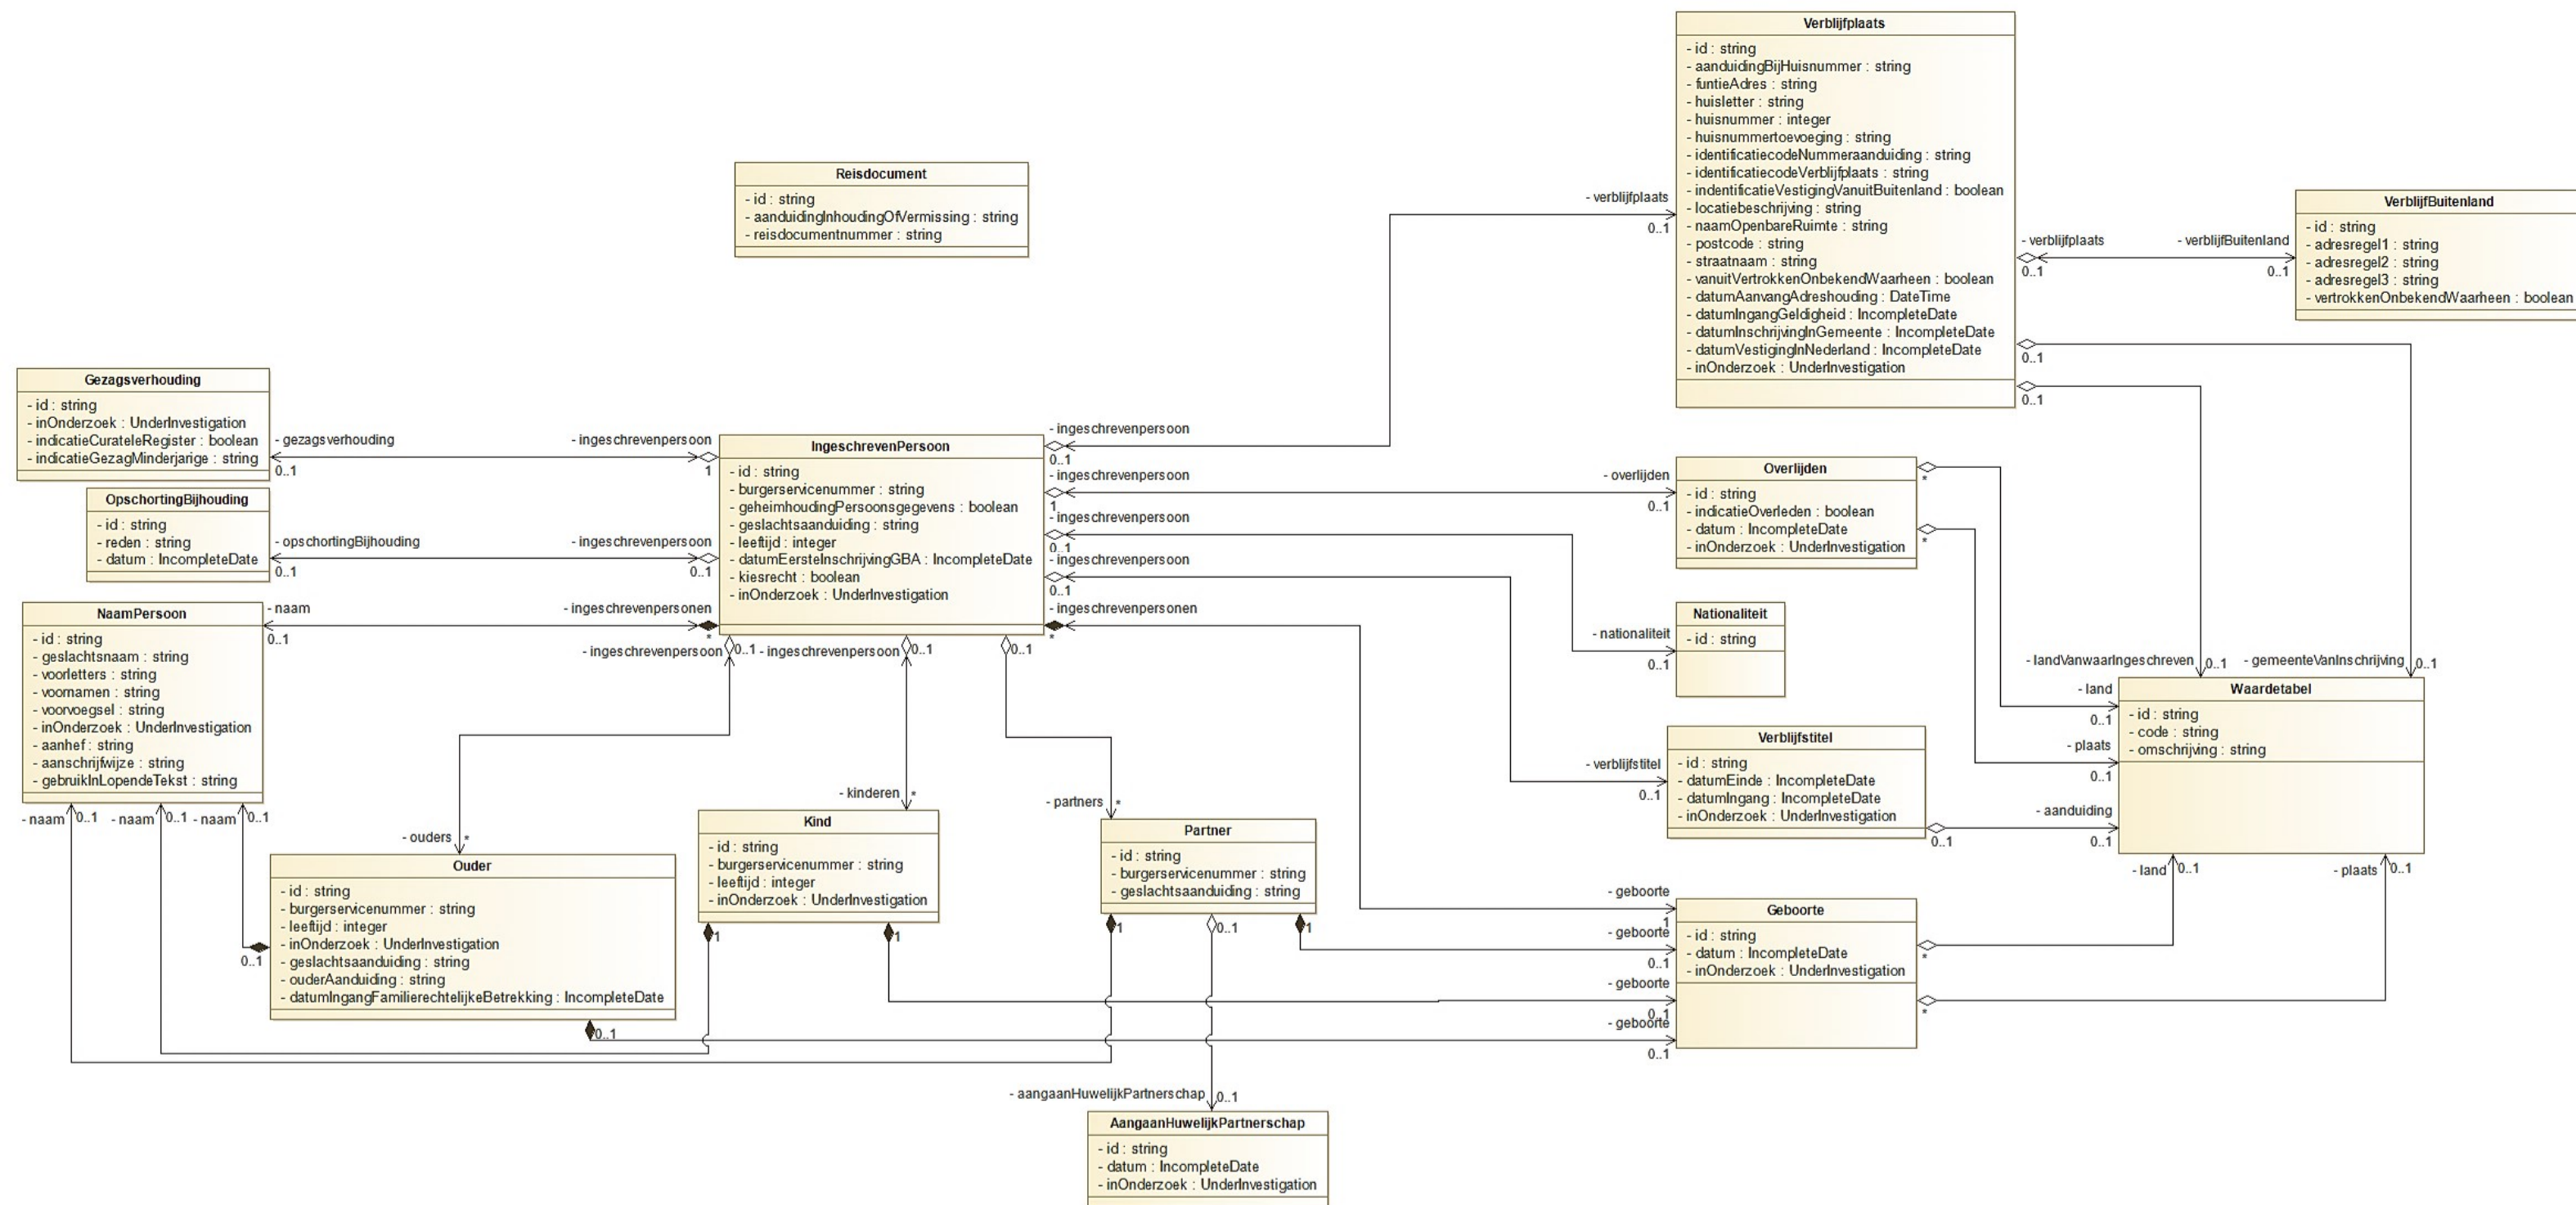 Verblijfplaats
- id : string
- aanduidingBijHuisnummer : string
- funtieAdres : string
- huisletter : string
- huisnummer : integer
- huisnummertoevoeging : string
- identificatiecodeNummeraanduiding : string
- identificatiecodeVerblijfplaats : string
- indentificatieVestigingVanuitBuitenland : boolean
- locatiebeschrijving : string
- naamOpenbareRuimte : string
- postcode : string
- straatnaam : string
- vanuitVertrokkenOnbekendWaarheen : boolean
- datumAanvangAdreshouding : DateTime
- datumIngangGeldigheid : IncompleteDate
- datumInschrijvingInGemeente : IncompleteDate
- datumVestigingInNederland : IncompleteDate
- inOnderzoek : UnderInvestigation
Reisdocument
- id : string
- aanduidingInhoudingOfVermissing : string
- reisdocumentnummer : string
- verblijfplaats
0..1
VerblijfBuitenland
- id : string
- adresregel1 : string
- adresregel2 : string
- adresregel3 : string
- vertrokkenOnbekendWaarheen : boolean
- verblijfplaats
0..1
- verblijfBuitenland
0..1
0..1
0..1
Gezagsverhouding
- id : string
- inOnderzoek : UnderInvestigation
- indicatieCurateleRegister : boolean
- indicatieGezagMinderjarige : string
- gezagsverhouding
0..1
- ingeschrevenpersoon
1
OpschortingBijhouding
- id : string
- reden : string
- datum : IncompleteDate
- opschortingBijhouding
0..1
- ingeschrevenpersoon
0..1
IngeschrevenPersoon
- id : string
- burgerservicenummer : string
- geheimhoudingPersoonsgegevens : boolean
- geslachtsaanduiding : string
- leeftijd : integer
- datumEersteInschrijvingGBA : IncompleteDate
- kiesrecht : boolean
- inOnderzoek : UnderInvestigation
- ingeschrevenpersoon
0..1
- ingeschrevenpersoon
1
- ingeschrevenpersoon
0..1
- ingeschrevenpersoon
0..1
- ingeschrevenpersonen
*
- overlijden
0..1
Overlijden
- id : string
- indicatieOverleden : boolean
- datum : IncompleteDate
- inOnderzoek : UnderInvestigation
*
*
NaamPersoon
- id : string
- geslachtsnaam : string
- voorletters : string
- voornamen : string
- voorvoegsel : string
- inOnderzoek : UnderInvestigation
- aanhef : string
- aanschrijfwijze : string
- gebruikInLopendeTekst : string
- naam
0..1
- ingeschrevenpersonen
*
- ingeschrevenpersoon 0..1
- ingeschrevenpersoon 0..1
0..1
- nationaliteit
0..1
Nationaliteit
- id : string
- landVanwaarIngeschreven 0..1
- gemeenteVanInschrijving 0..1
- land
0..1
- plaats
0..1
- aanduiding
0..1
Waardetabel
- id : string
- code : string
- omschrijving : string
- verblijfstitel
0..1
Verblijfstitel
- id : string
- datumEinde : IncompleteDate
- datumIngang : IncompleteDate
- inOnderzoek : UnderInvestigation
0..1
- naam 0..1
- naam 0..1
- naam 0..1
- ouders *
- kinderen *
- partners *
Ouder
- id : string
- burgerservicenummer : string
- leeftijd : integer
- inOnderzoek : UnderInvestigation
- geslachtsaanduiding : string
- ouderAanduiding : string
- datumIngangFamilierechtelijkeBetrekking : IncompleteDate
0..1
0..1
Kind
- id : string
- burgerservicenummer : string
- leeftijd : integer
- inOnderzoek : UnderInvestigation
1
1
Partner
- id : string
- burgerservicenummer : string
- geslachtsaanduiding : string
1
0..1
1
- geboorte
1
- geboorte
0..1
- geboorte
0..1
- geboorte
0..1
Geboorte
- id : string
- datum : IncompleteDate
- inOnderzoek : UnderInvestigation
*
*
- land 0..1
- plaats 0..1
- aangaanHuwelijkPartnerschap 0..1
AangaanHuwelijkPartnerschap
- id : string
- datum : IncompleteDate
- inOnderzoek : UnderInvestigation